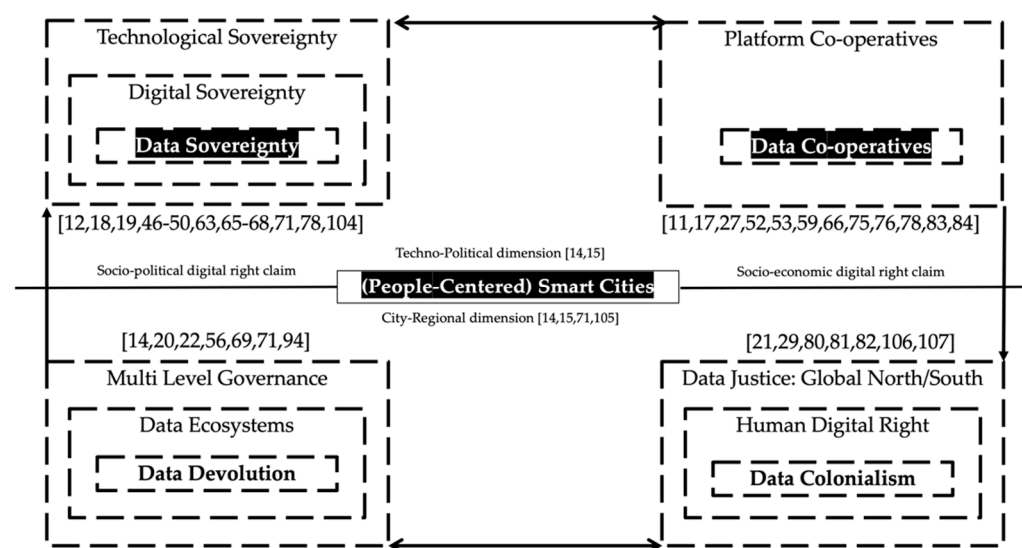 Technological Sovereignty
Digital Sovereignty
Data Sovereignty
[12,18,19,46-50,63,65-68,71,78,104]
Platform Co-operatives
Data Co-operatives
[11,17,27,52,53,59,66,75,76,78,83,84]
Techno-Political dimension [14,15]
Socio-political digital right claim
(People-Centered) Smart Cities
Socio-economic digital right claim
City-Regional dimension [14,15,71,105]
[14,20,22,56,69,71,94]
Multi Level Governance
Data Ecosystems
Data Devolution
[21,29,80,81,82,106,107]
Data Justice: Global North/South
Human Digital Right
Data Colonialism